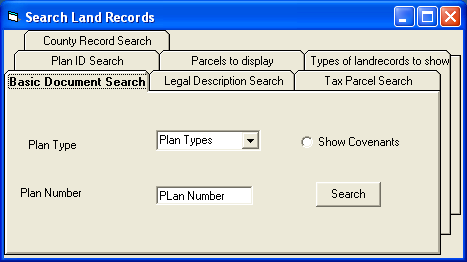 Search Land Records
County Record Search
Plan ID Search Parcels to display Types of landrecords to show
Basic Document Search Legal Description Search Tax Parcel Search
Plan Type Plan Types Show Covenants
Plan Number PLan Number Search